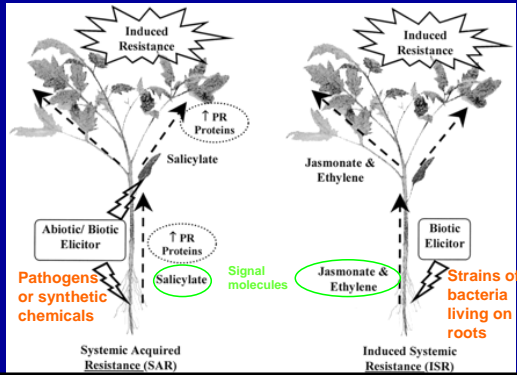 Induced
Resistance
↑ PR
Proteins
Salicylate
Abiotic/ Biotic
Elicitor
↑ PR
Proteins
Pathogens
or synthetic
chemicals
Salicylate
Signal
molecules
Systemic Acquired
Resistance (SAR)
Induced
Resistance
Jasmonate &
Ethylene
Biotic
Elicitor
Jasmonate &
Ethylene
Strains of
bacteria
living on
roots
Induced Systemic
Resistance (ISR)